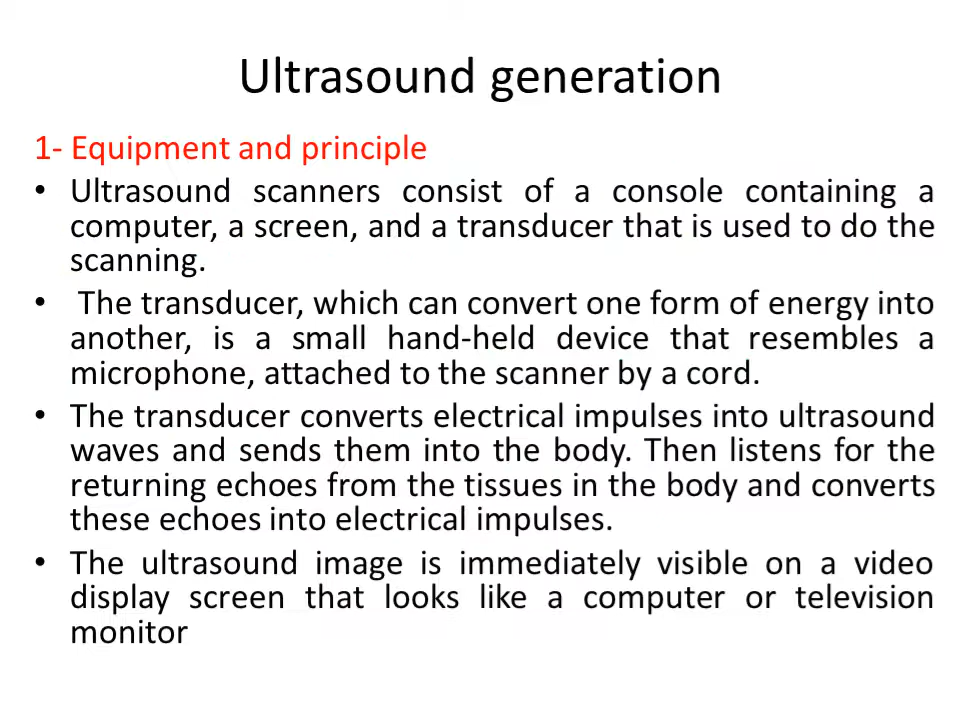 Ultrasound generation
1- Equipment and principle
• Ultrasound scanners consist of a console containing a
computer, a screen, and a transducer that is used to do the
scanning.
• The transducer, which can convert one form of energy into
another, is a small hand-held device that resembles a
microphone, attached to the scanner by a cord.
• The transducer converts electrical impulses into ultrasound
waves and sends them into the body. Then listens for the
returning echoes from the tissues in the body and converts
these echoes into electrical impulses.
• The ultrasound image is immediately visible on a video
display screen that looks like a computer or television
monitor